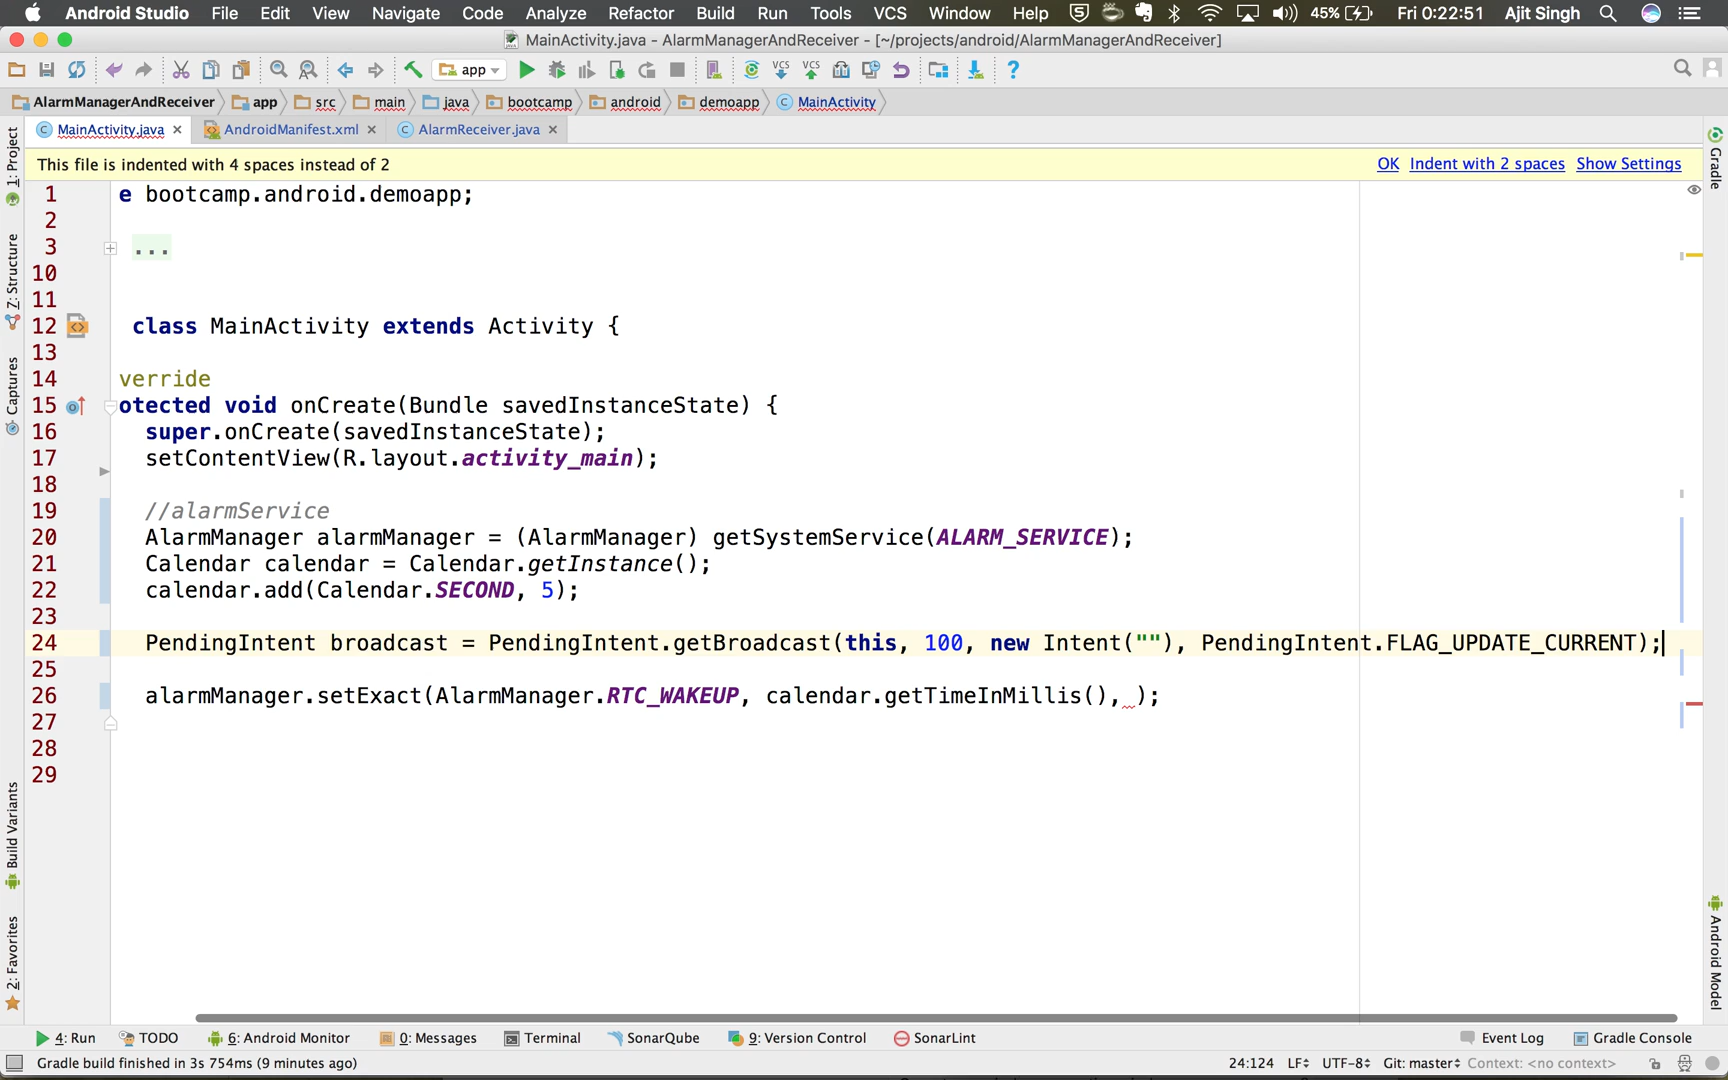 Android Studio File Edit View Navigate Code Analyze Refactor Build Run Tools VCS Window Help 45% Fri 0:22:51 Ajit Singh
MainActivity.java - AlarmManagerAndReceiver - [~/projects/android/AlarmManagerAndReceiver]
app VCS VCS ?
AlarmManagerAndReceiver app src main java bootcamp android demoapp MainActivity
MainActivity.java AndroidManifest.xml AlarmReceiver.java
This file is indented with 4 spaces instead of 2 OK Indent with 2 spaces Show Settings
1: Project
Z: Structure
Captures
Build Variants
2: Favorites
Gradle
Android Model
1 e bootcamp.android.demoapp;
2
3 ...
10
11
12 class MainActivity extends Activity {
13
14 verride
15 otected void onCreate(Bundle savedInstanceState) {
16 super.onCreate(savedInstanceState);
17 setContentView(R.layout.activity_main);
18
19 //alarmService
20 AlarmManager alarmManager = (AlarmManager) getSystemService(ALARM_SERVICE);
21 Calendar calendar = Calendar.getInstance();
22 calendar.add(Calendar.SECOND, 5);
23
24 PendingIntent broadcast = PendingIntent.getBroadcast(this, 100, new Intent(""), PendingIntent.FLAG_UPDATE_CURRENT);
25
26 alarmManager.setExact(AlarmManager.RTC_WAKEUP, calendar.getTimeInMillis(), );
27
28
29
4: Run TODO 6: Android Monitor 0: Messages Terminal SonarQube 9: Version Control SonarLint Event Log Gradle Console
Gradle build finished in 3s 754ms (9 minutes ago) 24:124 LF UTF-8 Git: master Context: <no context>